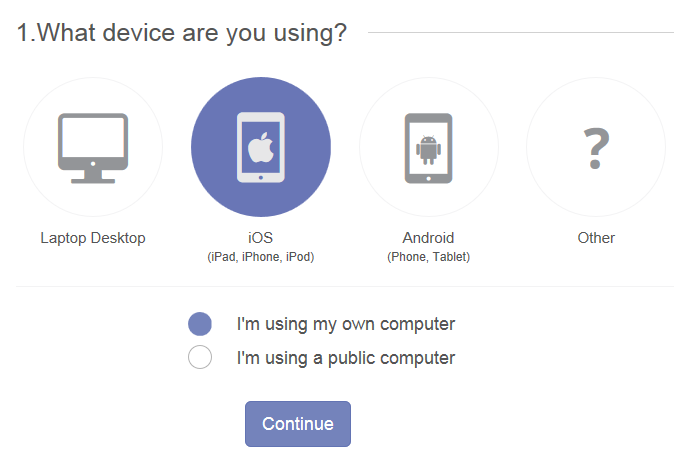 1.What device are you using?
?
Laptop Desktop
iOS
(iPad, iPhone, iPod)
Android
(Phone, Tablet)
Other
I'm using my own computer
I'm using a public computer
Continue